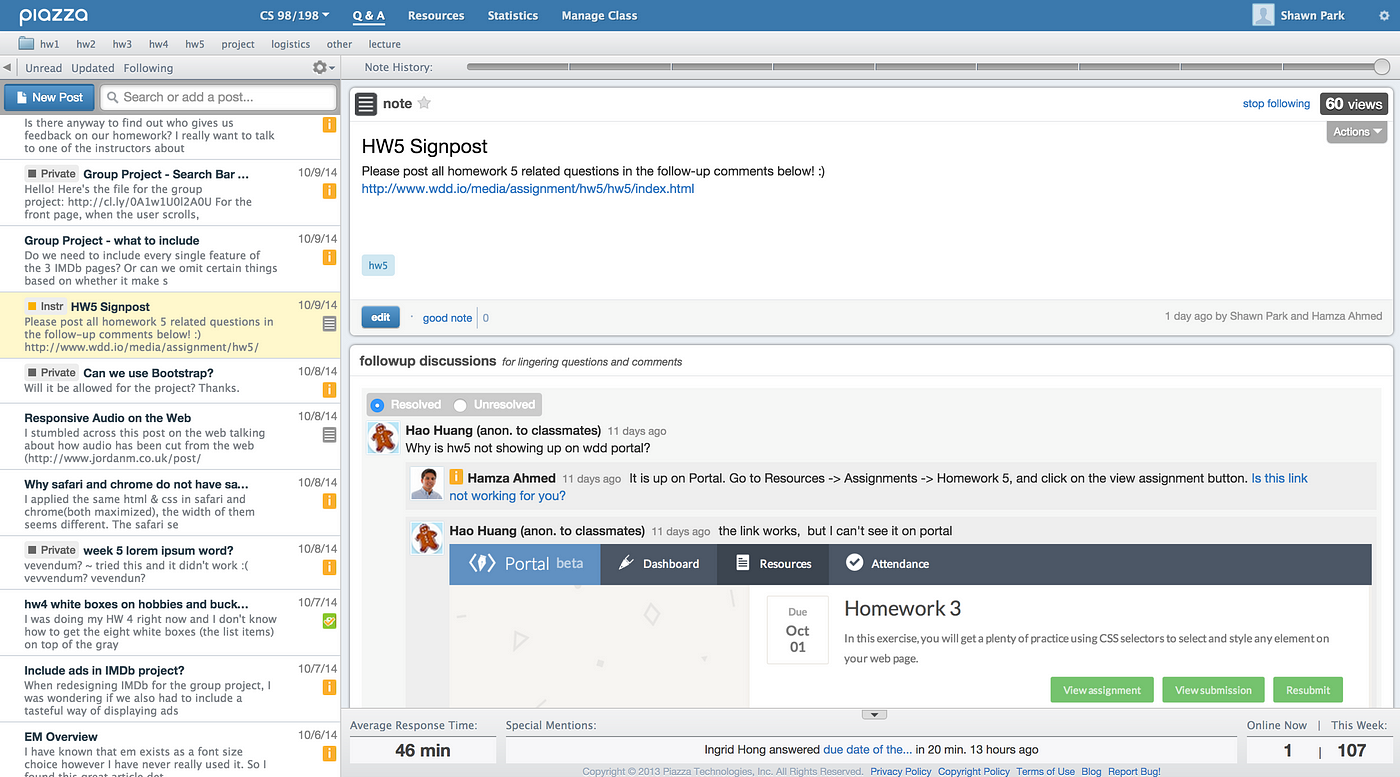 piazza
CS 98/198
Q & A
Resources
Statistics
Manage Class
Shawn Park
hw1
hw2
hw3
hw4
hw5
project
logistics
other
lecture
Unread
Updated
Following
Note History:
New Post
Search or add a post...
Is there anyway to find out who gives us
feedback on our homework? I really want to talk
to one of the instructors about
Private Group Project - Search Bar ... 10/9/14
Hello! Here's the file for the group
project: http://cl.ly/0A1w1U0l2A0U For the
front page, when the user scrolls,
Group Project - what to include 10/9/14
Do we need to include every single feature of
the 3 IMDb pages? Or can we omit certain things
based on whether it make s
Instr HW5 Signpost 10/9/14
Please post all homework 5 related questions in
the follow-up comments below! :)
http://www.wdd.io/media/assignment/hw5/
Private Can we use Bootstrap? 10/8/14
Will it be allowed for the project? Thanks.
Responsive Audio on the Web 10/8/14
I stumbled across this post on the web talking
about how audio has been cut from the web
(http://www.jordanm.co.uk/post/
Why safari and chrome do not have sa... 10/8/14
I applied the same html & css in safari and
chrome(both maximized), the width of them
seems different. The safari se
Private week 5 lorem ipsum word? 10/8/14
vevendum? ~ tried this and it didn't work :(
vevvendum? vevendun?
hw4 white boxes on hobbies and buck... 10/7/14
I was doing my HW 4 right now and I don't know
how to get the eight white boxes (the list items)
on top of the gray
Include ads in IMDb project? 10/7/14
When redesigning IMDb for the group project, I
was wondering if we also had to include a
tasteful way of displaying ads
EM Overview 10/6/14
I have known that em exists as a font size
choice however I have never really used it. So I
found this great article det
note
stop following
60 views
Actions
HW5 Signpost
Please post all homework 5 related questions in the follow-up comments below! :)
http://www.wdd.io/media/assignment/hw5/hw5/index.html
hw5
edit · good note 0
1 day ago by Shawn Park and Hamza Ahmed
followup discussions for lingering questions and comments
Resolved Unresolved
Hao Huang (anon. to classmates) 11 days ago
Why is hw5 not showing up on wdd portal?
i Hamza Ahmed 11 days ago It is up on Portal. Go to Resources -> Assignments -> Homework 5, and click on the view assignment button. Is this link
not working for you?
Hao Huang (anon. to classmates) 11 days ago the link works, but I can't see it on portal
Portal beta
Dashboard
Resources
Attendance
Due
Oct
01
Homework 3
In this exercise, you will get a plenty of practice using CSS selectors to select and style any element on
your web page.
View assignment
View submission
Resubmit
Average Response Time:
46 min
Special Mentions:
Ingrid Hong answered due date of the... in 20 min. 13 hours ago
Online Now | This Week:
1 | 107
Copyright © 2013 Piazza Technologies, Inc. All Rights Reserved. Privacy Policy Copyright Policy Terms of Use Blog Report Bug!